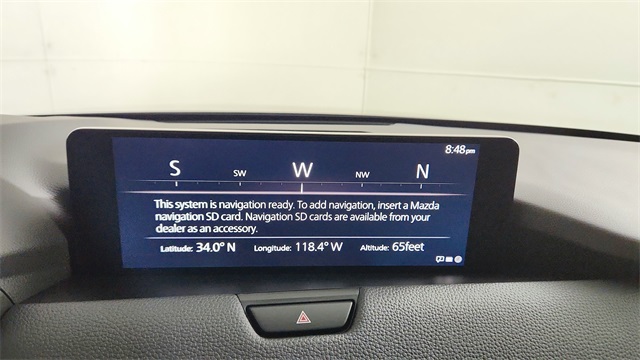 8:48pm
S SW W NW N
This system is navigation ready. To add navigation, insert a Mazda
navigation SD card. Navigation SD cards are available from your
dealer as an accessory.
Latitude: 34.0° N Longitude: 118.4° W Altitude: 65feet